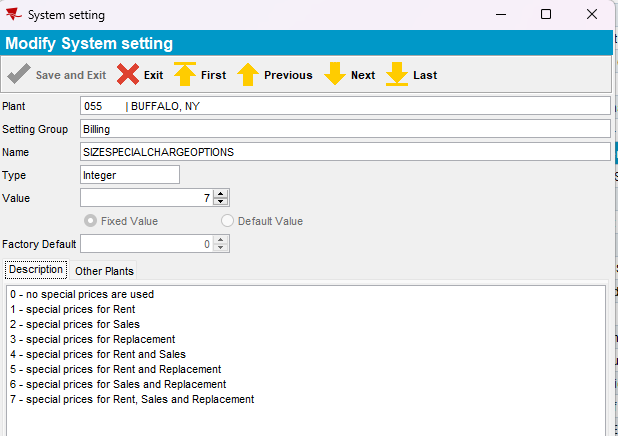 System setting
Modify System setting
Save and Exit Exit First Previous Next Last
Plant 055 | BUFFALO, NY
Setting Group Billing
Name SIZESPECIALCHARGEOPTIONS
Type Integer
Value 7
Fixed Value Default Value
Factory Default 0
Description Other Plants
0 - no special prices are used
1 - special prices for Rent
2 - special prices for Sales
3 - special prices for Replacement
4 - special prices for Rent and Sales
5 - special prices for Rent and Replacement
6 - special prices for Sales and Replacement
7 - special prices for Rent, Sales and Replacement